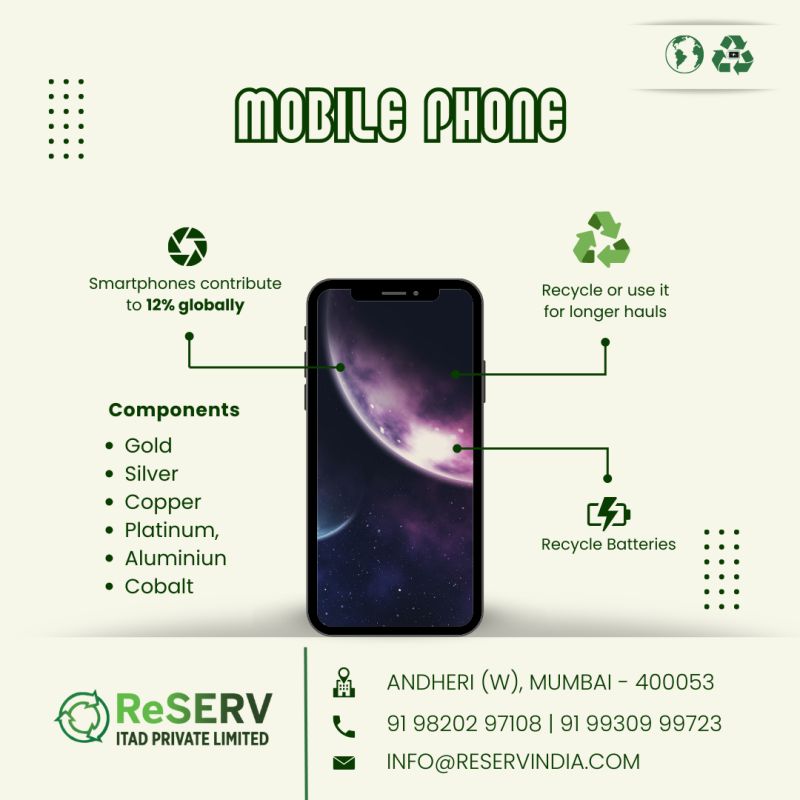 MOBILE PHONE
Smartphones contribute
to 12% globally
Recycle or use it
for longer hauls
Components
• Gold
• Silver
• Copper
• Platinum,
• Aluminiun
• Cobalt
Recycle Batteries
ReSERV
ITAD PRIVATE LIMITED
ANDHERI (W), MUMBAI - 400053
91 98202 97108 | 91 99309 99723
INFO@RESERVINDIA.COM